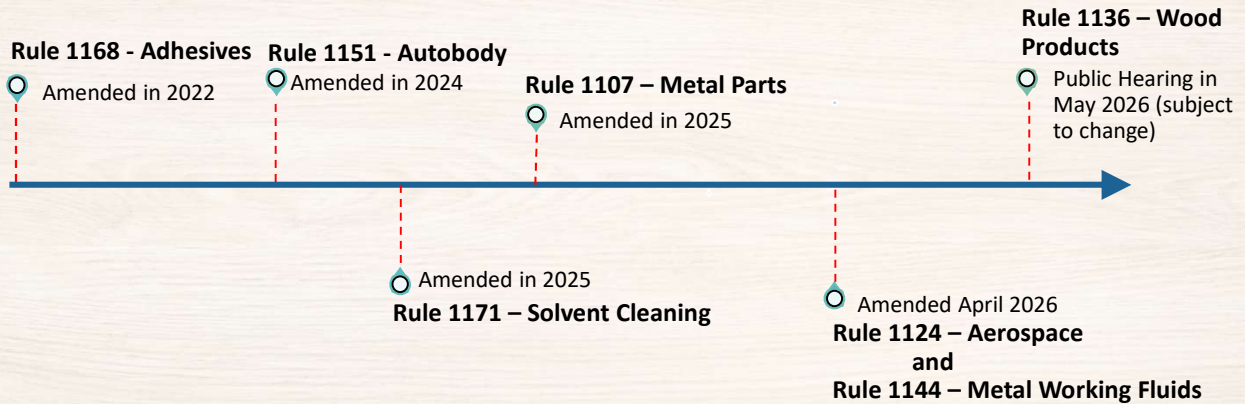 Rule 1168 - Adhesives
Amended in 2022
Rule 1151 - Autobody
Amended in 2024
Amended in 2025
Rule 1171 – Solvent Cleaning
Rule 1107 – Metal Parts
Amended in 2025
Amended April 2026
Rule 1124 – Aerospace
and
Rule 1144 – Metal Working Fluids
Rule 1136 – Wood
Products
Public Hearing in
May 2026 (subject
to change)